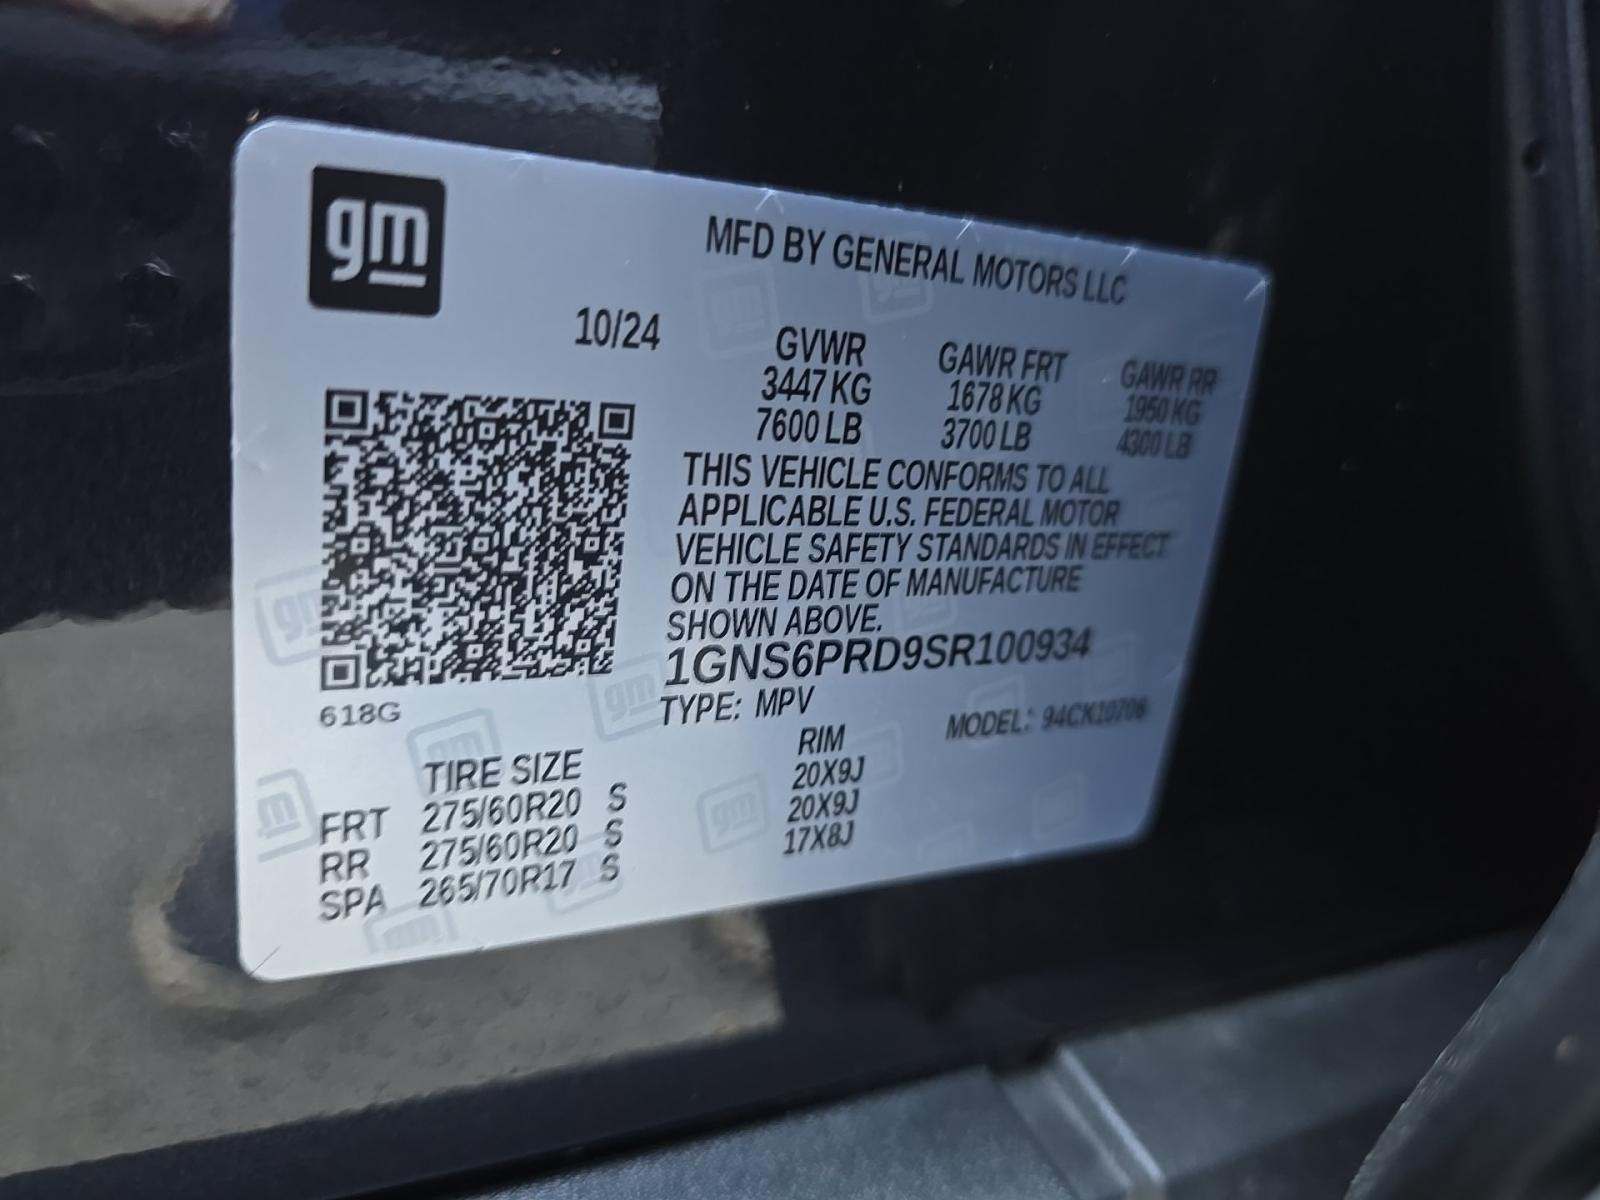 gm
MFD BY GENERAL MOTORS LLC
10/24
GVWR GAWR FRT GAWR RR
3447 KG 1678 KG 1950 KG
7600 LB 3700 LB 4300 LB
THIS VEHICLE CONFORMS TO ALL
APPLICABLE U.S. FEDERAL MOTOR
VEHICLE SAFETY STANDARDS IN EFFECT
ON THE DATE OF MANUFACTURE
SHOWN ABOVE.
1GNS6PRD9SR100934
618G
TYPE: MPV MODEL: 94CK10706
TIRE SIZE RIM
FRT 275/60R20 S 20X9J
RR 275/60R20 S 20X9J
SPA 265/70R17 S 17X8J